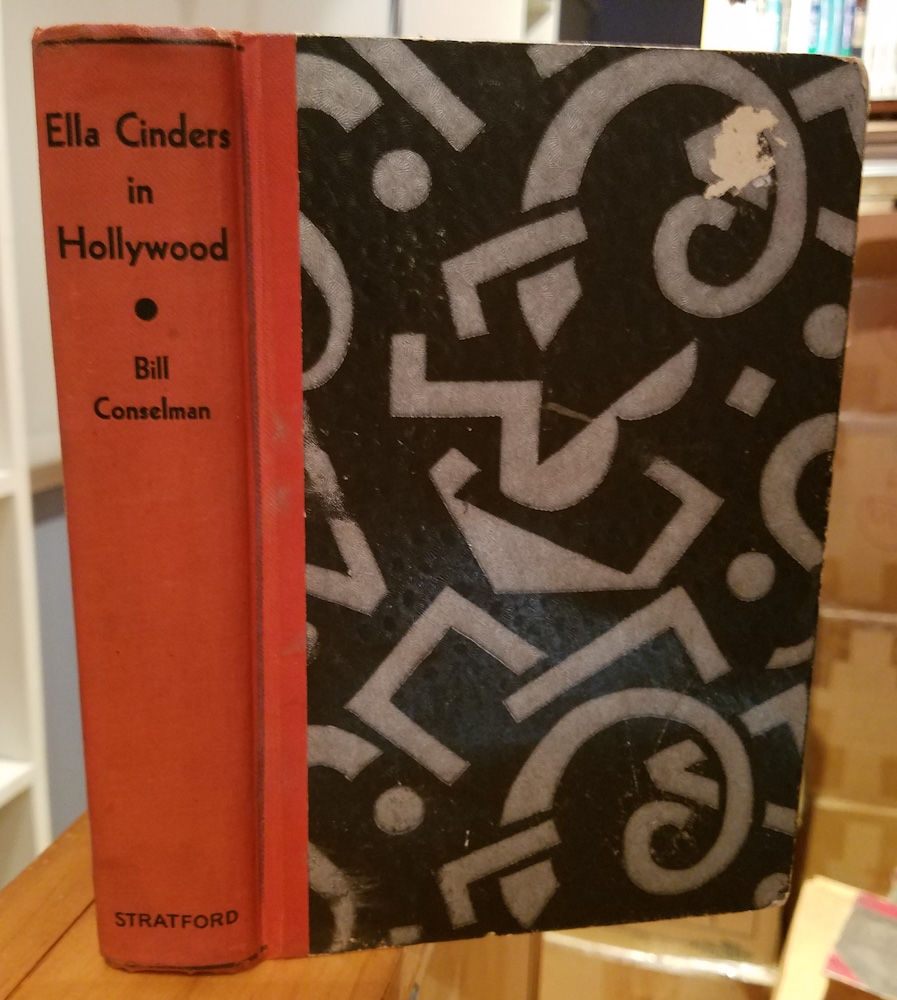 Ella Cinders
in
Hollywood
Bill
Conselman
STRATFORD